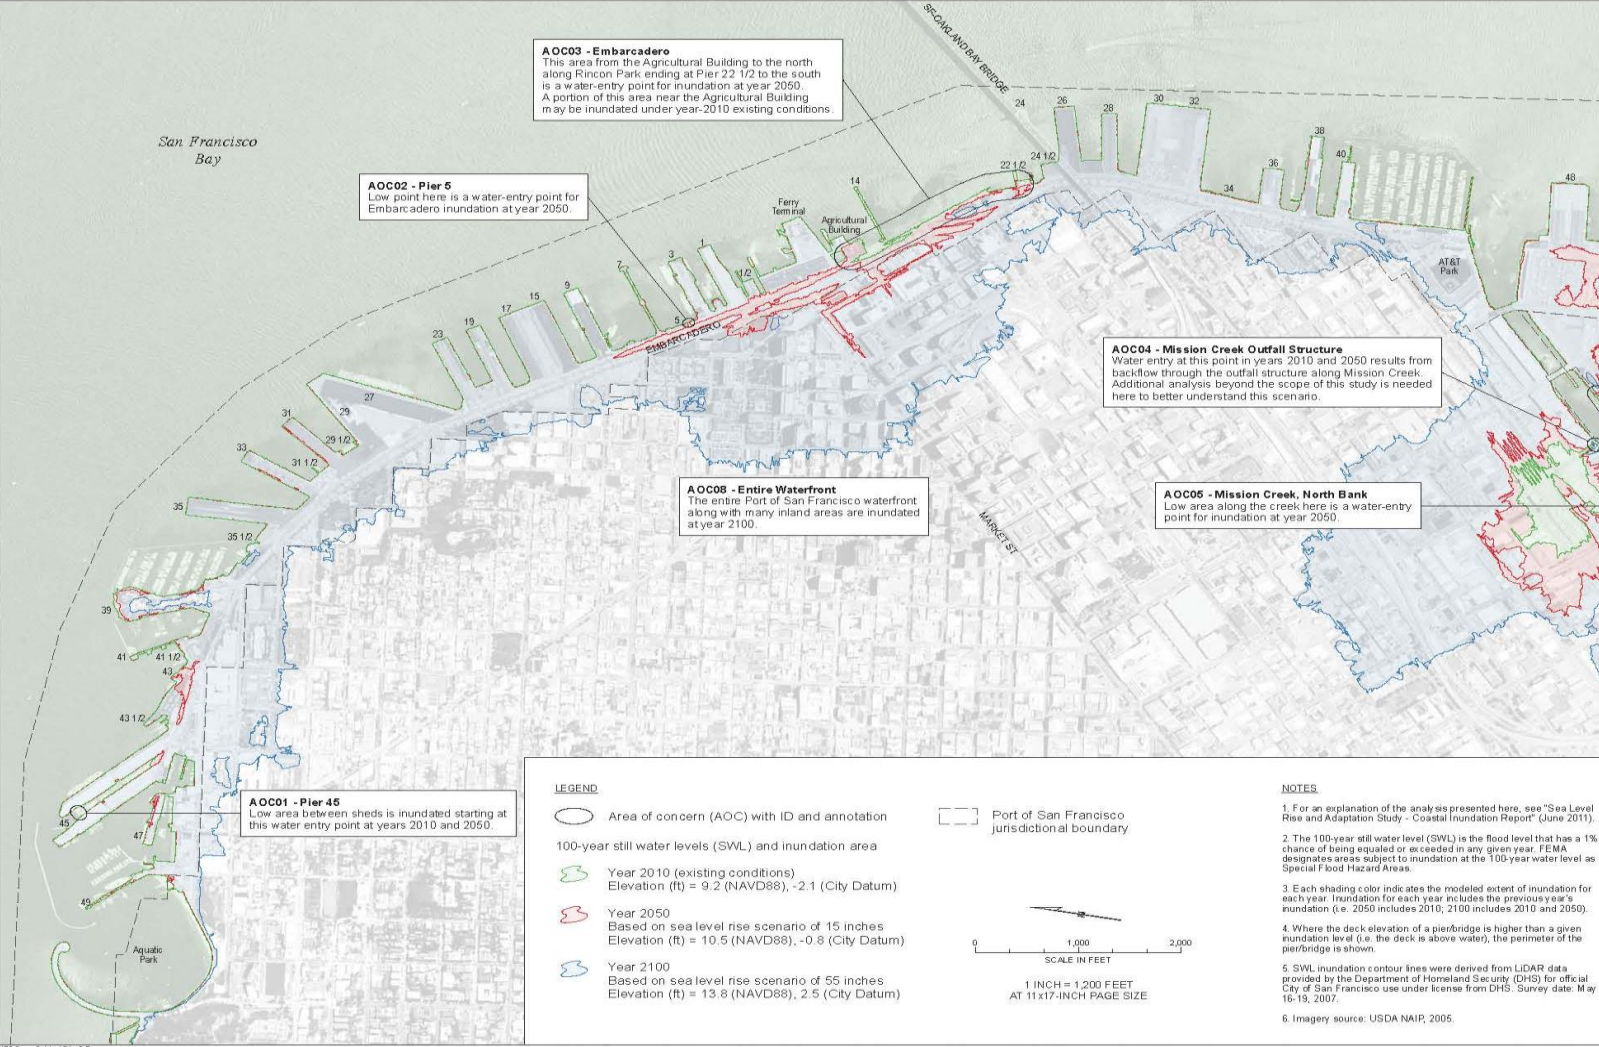 SF-OAKLAND BAY BRIDGE
AOC03 - Embarcadero
This area from the Agricultural Building to the north
along Rincon Park ending at Pier 22 1/2 to the south
is a water-entry point for inundation at year 2050.
A portion of this area near the Agricultural Building
may be inundated under year-2010 existing conditions.
San Francisco
Bay
AOC02 - Pier 5
Low point here is a water-entry point for
Embarcadero inundation at year 2050.
24
26
28
30
32
38
40
36
34
48
22 1/2
24 1/2
14
Ferry
Terminal
Agricultural
Building
AT&T
Park
1
3
7
1/2
9
5
EMBARCADERO
15
17
19
23
27
29
29 1/2
31
31 1/2
33
35
35 1/2
39
41
41 1/2
43
43 1/2
45
47
49
AOC04 - Mission Creek Outfall Structure
Water entry at this point in years 2010 and 2050 results from
backflow through the outfall structure along Mission Creek.
Additional analysis beyond the scope of this study is needed
here to better understand this scenario.
AOC08 - Entire Waterfront
The entire Port of San Francisco waterfront
along with many inland areas are inundated
at year 2100.
MARKET ST
AOC05 - Mission Creek, North Bank
Low area along the creek here is a water-entry
point for inundation at year 2050.
AOC01 - Pier 45
Low area between sheds is inundated starting at
this water entry point at years 2010 and 2050.
Aquatic
Park
LEGEND
Area of concern (AOC) with ID and annotation
Port of San Francisco
jurisdictional boundary
100-year still water levels (SWL) and inundation area
Year 2010 (existing conditions)
Elevation (ft) = 9.2 (NAVD88), -2.1 (City Datum)
Year 2050
Based on sea level rise scenario of 15 inches
Elevation (ft) = 10.5 (NAVD88), -0.8 (City Datum)
Year 2100
Based on sea level rise scenario of 55 inches
Elevation (ft) = 13.8 (NAVD88), 2.5 (City Datum)
0 1,000 2,000
SCALE IN FEET
1 INCH = 1,200 FEET
AT 11x17-INCH PAGE SIZE
NOTES
1. For an explanation of the analysis presented here, see "Sea Level
Rise and Adaptation Study - Coastal Inundation Report" (June 2011).
2. The 100-year still water level (SWL) is the flood level that has a 1%
chance of being equaled or exceeded in any given year. FEMA
designates areas subject to inundation at the 100-year water level as
Special Flood Hazard Areas.
3. Each shading color indicates the modeled extent of inundation for
each year. Inundation for each year includes the previous year's
inundation (i.e. 2050 includes 2010; 2100 includes 2010 and 2050).
4. Where the deck elevation of a pier/bridge is higher than a given
inundation level (i.e. the deck is above water), the perimeter of the
pier/bridge is shown.
5. SWL inundation contour lines were derived from LiDAR data
provided by the Department of Homeland Security (DHS) for official
City of San Francisco use under license from DHS. Survey date: May
16-19, 2007.
6. Imagery source: USDA NAIP, 2005.